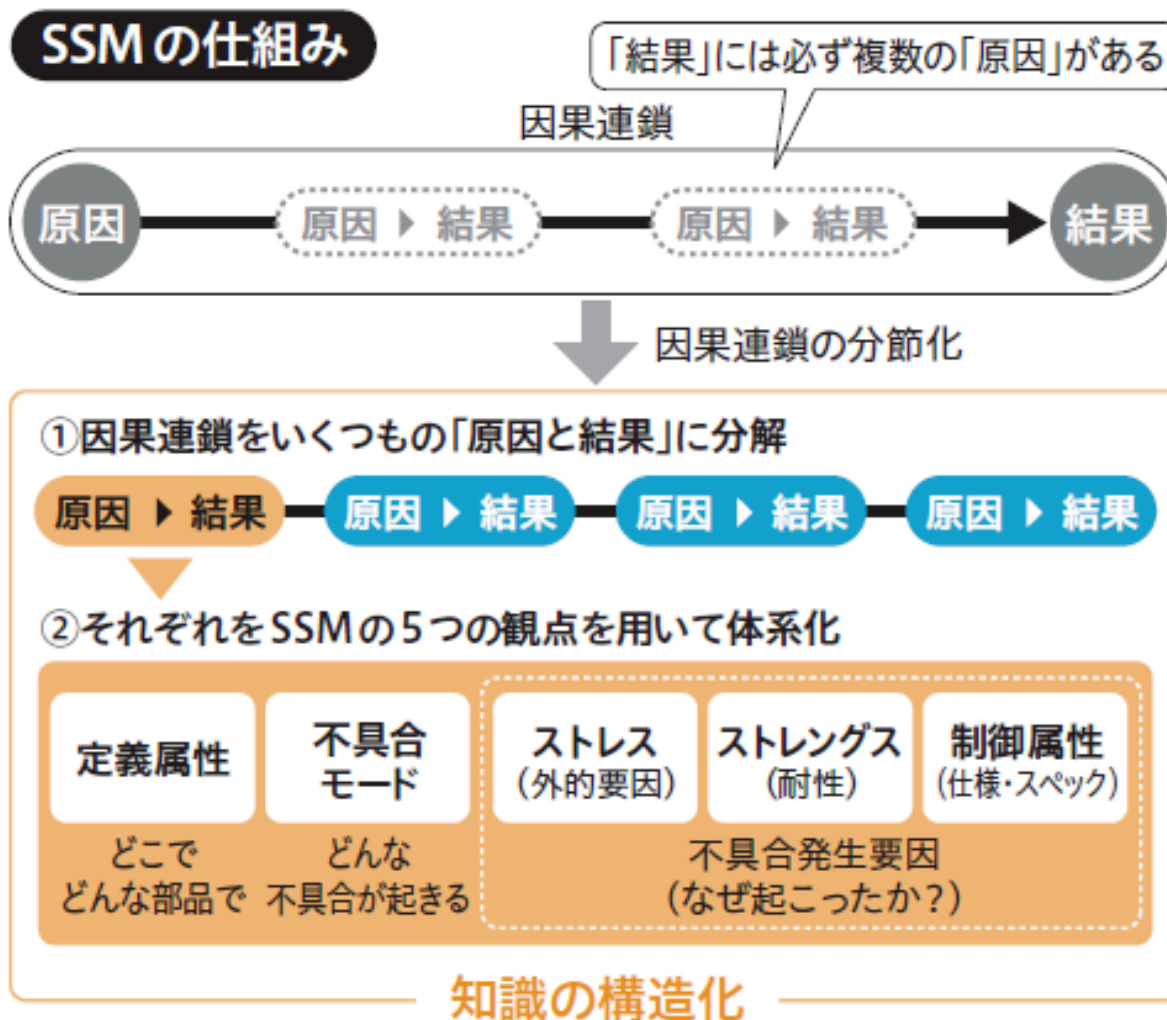 SSMの仕組み
「結果」には必ず複数の「原因」がある
因果連鎖
原因 原因 ▶ 結果 原因 ▶ 結果 結果
因果連鎖の分節化
①因果連鎖をいくつもの「原因と結果」に分解
原因 ▶ 結果 原因 ▶ 結果 原因 ▶ 結果 原因 ▶ 結果
②それぞれをSSMの5つの観点を用いて体系化
定義属性
不具合
モード
ストレス
(外的要因)
ストレングス
(耐性)
制御属性
(仕様・スペック)
どこで
どんな部品で
どんな
不具合が起きる
不具合発生要因
(なぜ起こったか?)
知識の構造化